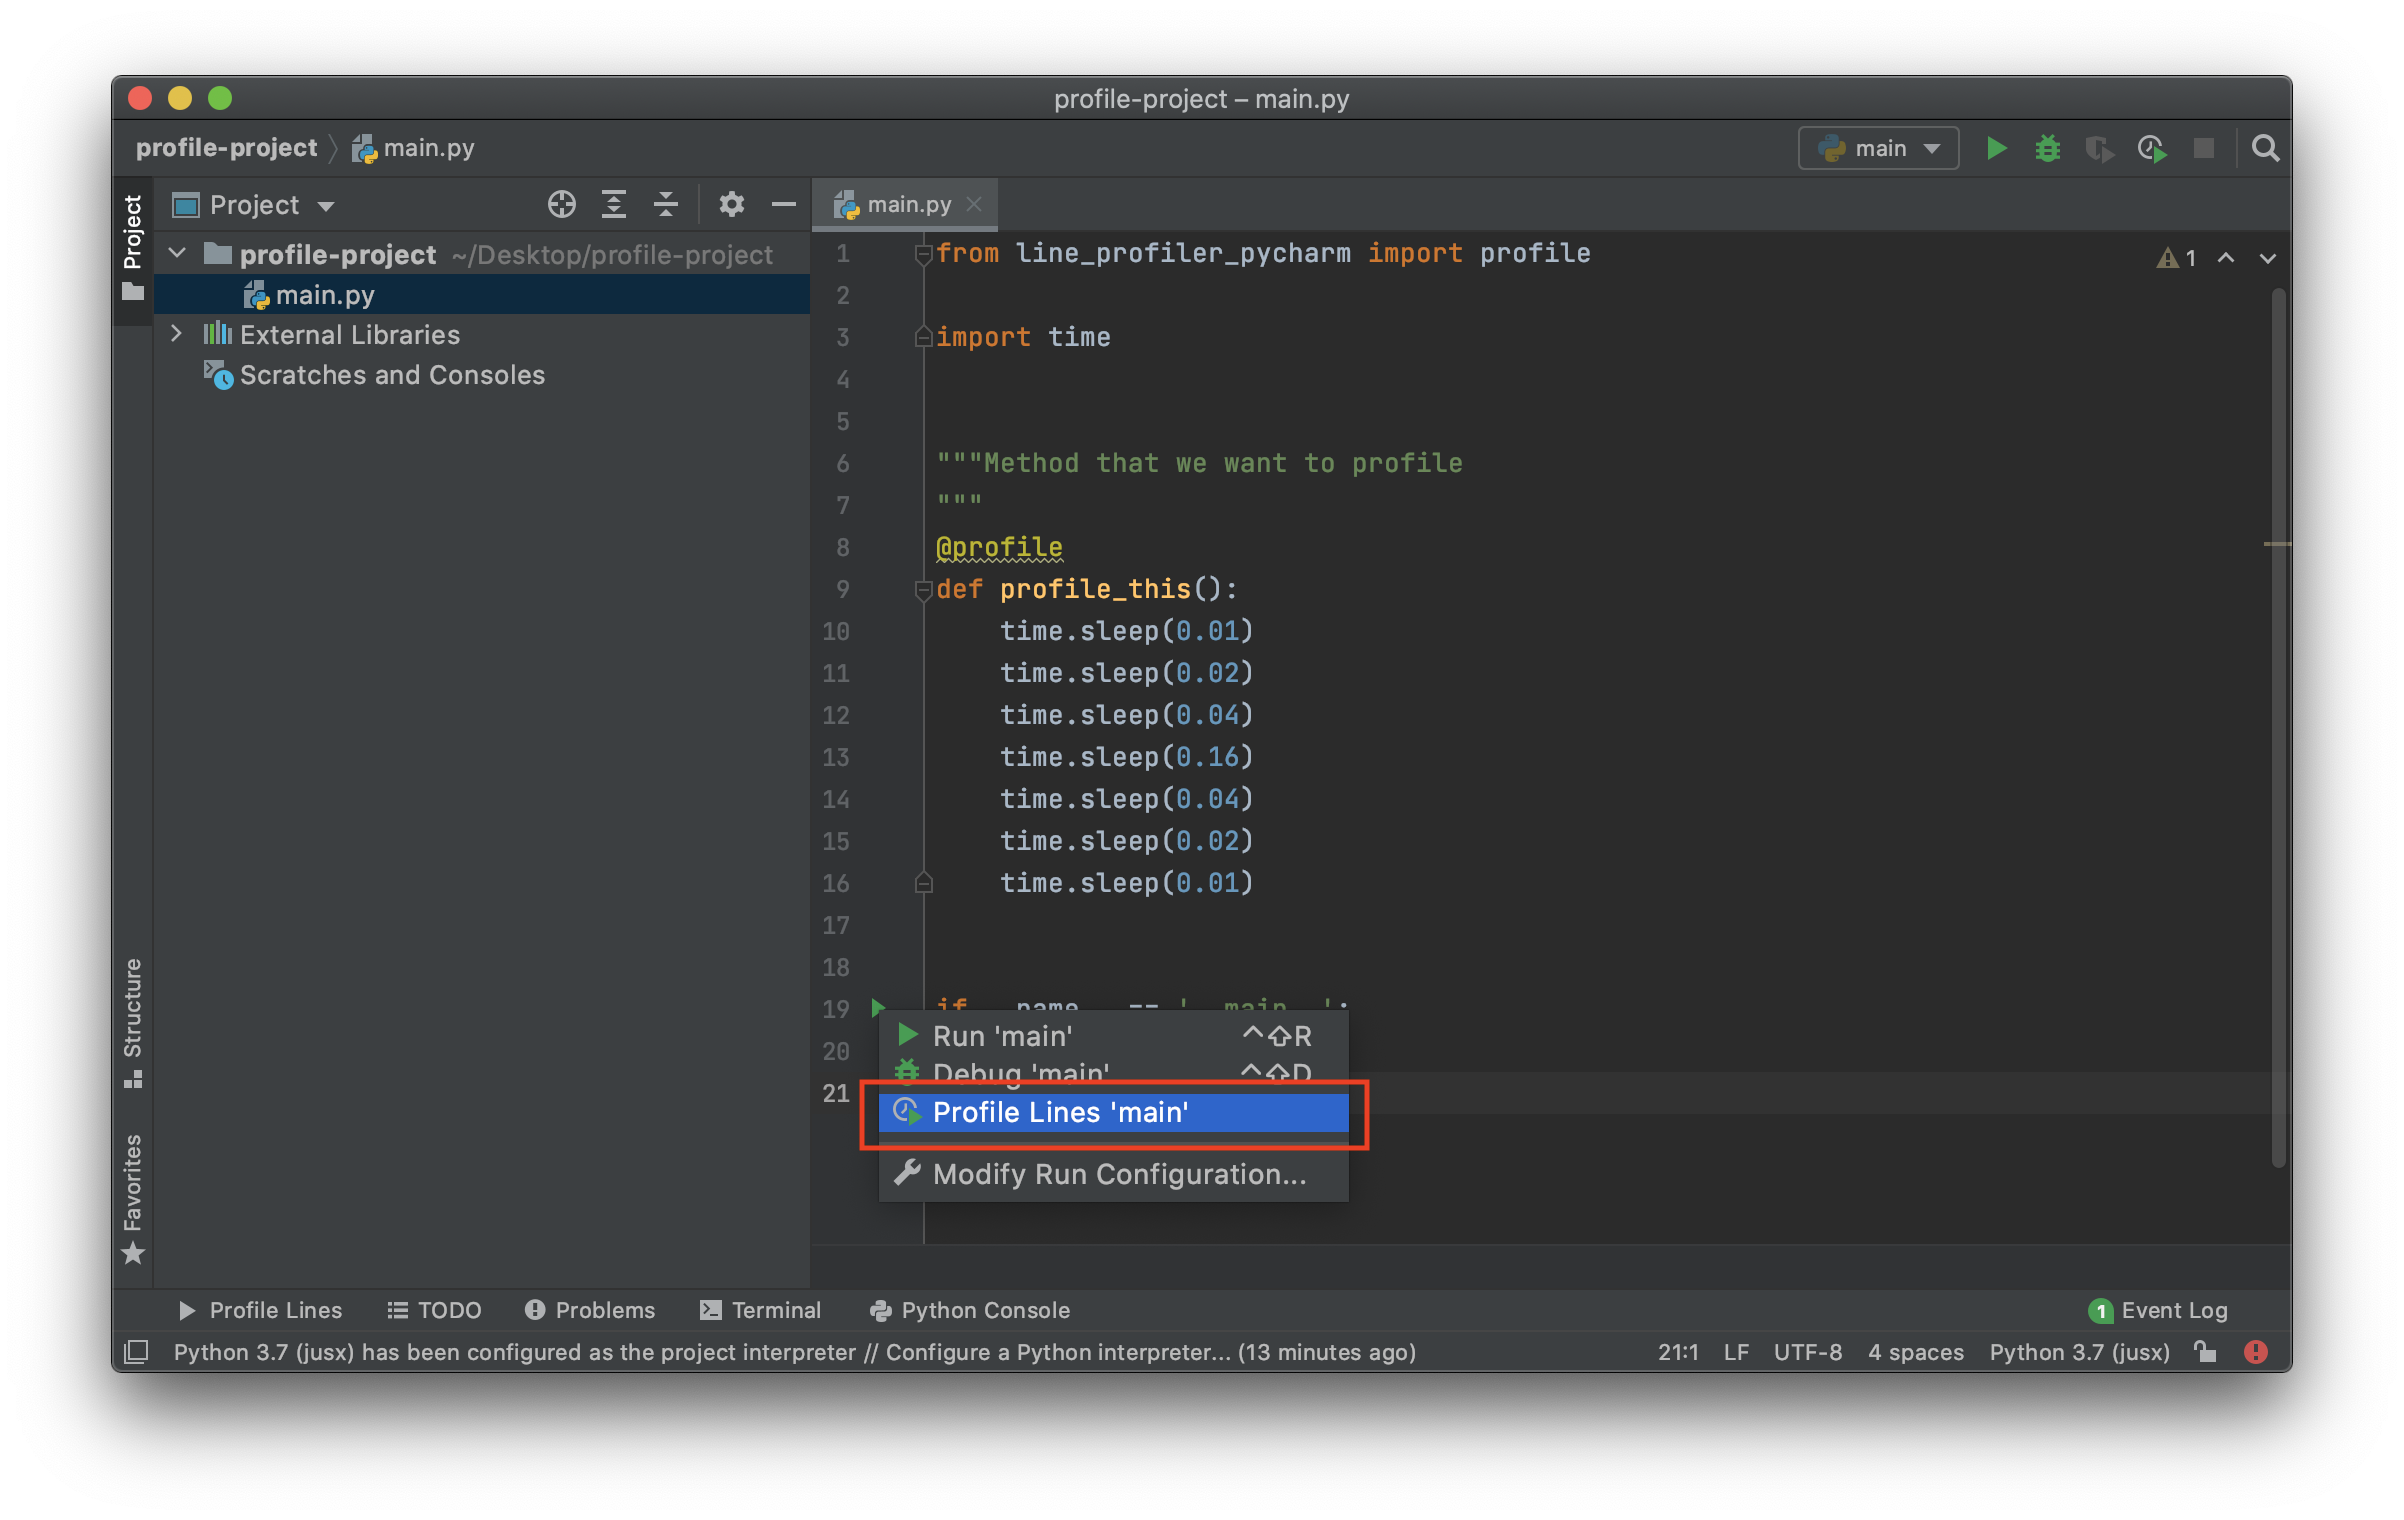 profile-project – main.py
profile-project main.py
main
Project
Project
main.py
profile-project ~/Desktop/profile-project
main.py
External Libraries
Scratches and Consoles
1 from line_profiler_pycharm import profile
1
2
3 import time
4
5
6 """Method that we want to profile
7 """
8 @profile
9 def profile_this():
10 time.sleep(0.01)
11 time.sleep(0.02)
12 time.sleep(0.04)
13 time.sleep(0.16)
14 time.sleep(0.04)
15 time.sleep(0.02)
16 time.sleep(0.01)
17
18
19 if __name__ == '__main__':
20
21
Run 'main' ⌃⇧R
Debug 'main' ⌃⇧D
Profile Lines 'main'
Modify Run Configuration...
Structure
Favorites
Profile Lines TODO Problems Terminal Python Console 1 Event Log
Python 3.7 (jusx) has been configured as the project interpreter // Configure a Python interpreter... (13 minutes ago) 21:1 LF UTF-8 4 spaces Python 3.7 (jusx)